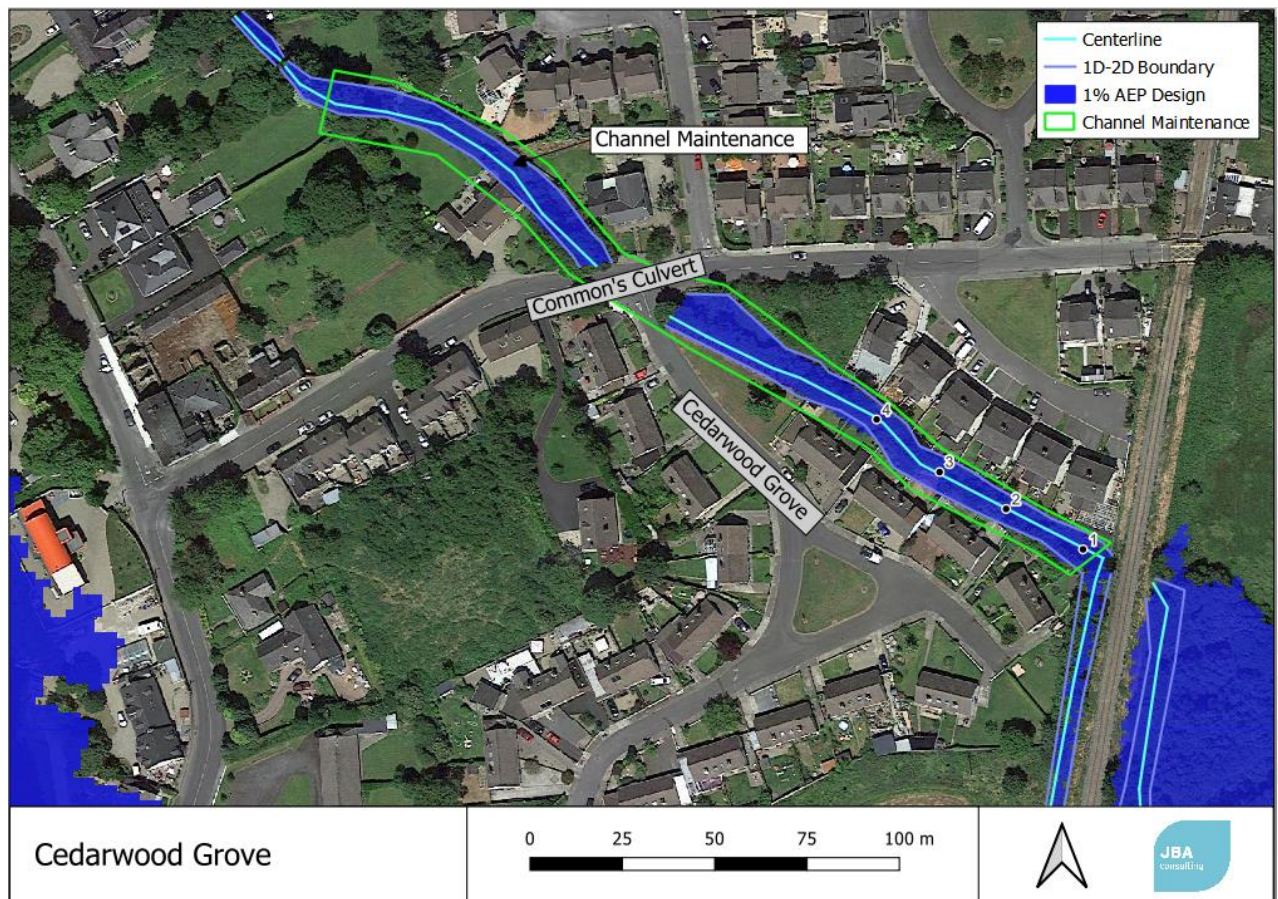 Centerline
1D-2D Boundary
1% AEP Design
Channel Maintenance
Channel Maintenance
Common's Culvert
Cedarwood Grove
4
3
2
1
Cedarwood Grove
0 25 50 75 100 m
JBA
consulting